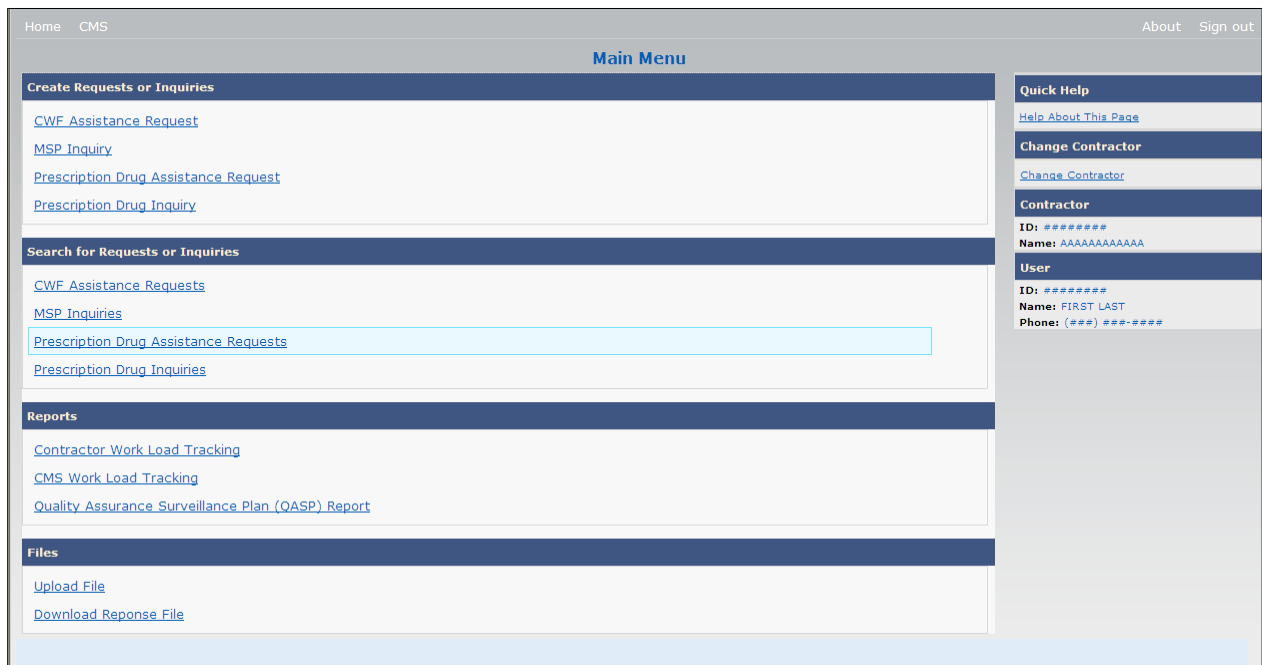 Home CMS About Sign out
Main Menu
Create Requests or Inquiries
CWF Assistance Request
MSP Inquiry
Prescription Drug Assistance Request
Prescription Drug Inquiry
Search for Requests or Inquiries
CWF Assistance Requests
MSP Inquiries
Prescription Drug Assistance Requests
Prescription Drug Inquiries
Reports
Contractor Work Load Tracking
CMS Work Load Tracking
Quality Assurance Surveillance Plan (QASP) Report
Files
Upload File
Download Reponse File
Quick Help
Help About This Page
Change Contractor
Change Contractor
Contractor
ID: ########
Name: AAAAAAAAAAAA
User
ID: ########
Name: FIRST LAST
Phone: (###) ###-####